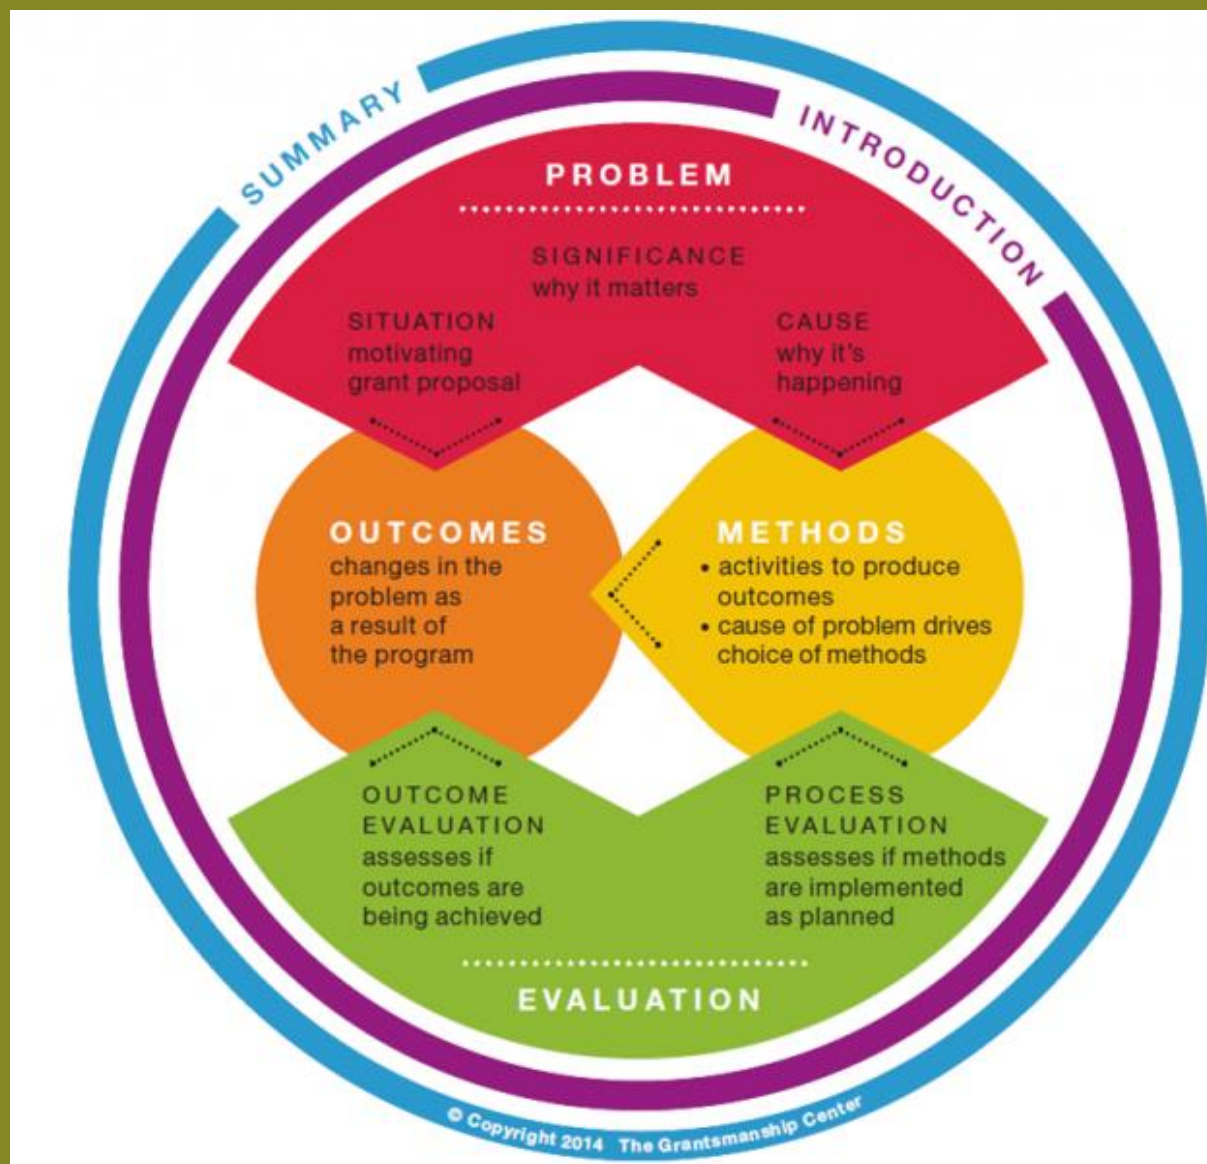 SUMMARY
INTRODUCTION
PROBLEM
SIGNIFICANCE
why it matters
SITUATION
motivating
grant proposal
CAUSE
why it's
happening
OUTCOMES
changes in the
problem as
a result of
the program
METHODS
• activities to produce
outcomes
• cause of problem drives
choice of methods
OUTCOME
EVALUATION
assesses if
outcomes are
being achieved
PROCESS
EVALUATION
assesses if methods
are implemented
as planned
EVALUATION
© Copyright 2014 The Grantsmanship Center